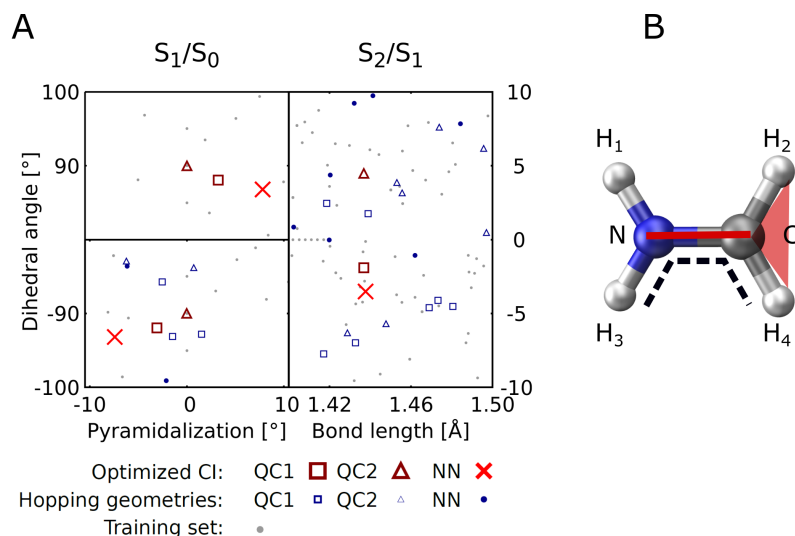 A
B
S1/S0
S2/S1
100
90
-90
-100
Dihedral angle [°]
10
5
0
-5
-10
-10 0 10
1.42 1.46 1.50
Pyramidalization [°]
Bond length [Å]
Optimized CI: QC1 QC2 NN
Hopping geometries: QC1 QC2 NN
Training set:
H1
H2
N
C
H3
H4